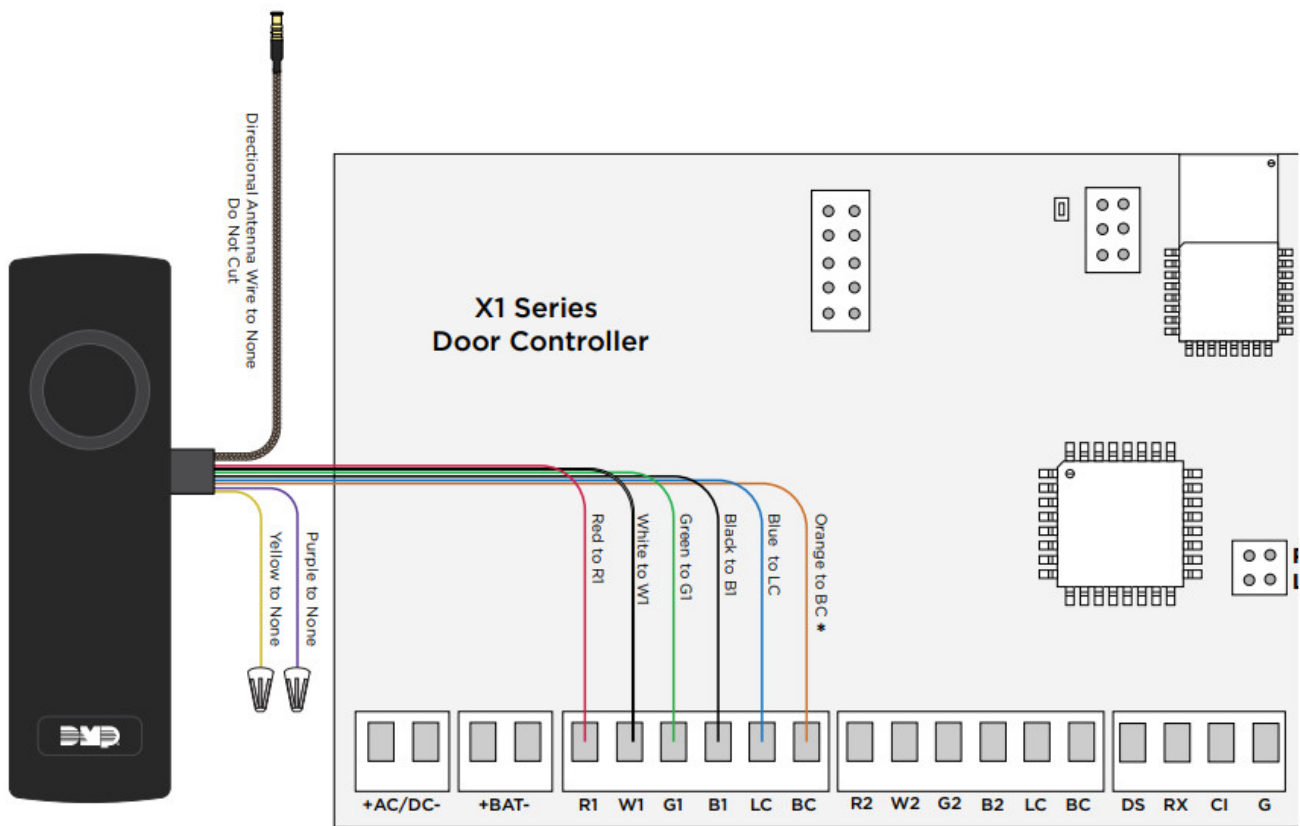 Directional Antenna Wire to None
Do Not Cut
X1 Series
Door Controller
Red to R1
White to W1
Green to G1
Black to B1
Blue to LC
Orange to BC *
Purple to None
Yellow to None
DMP
+AC/DC- +BAT- R1 W1 G1 B1 LC BC R2 W2 G2 B2 LC BC DS RX CI G